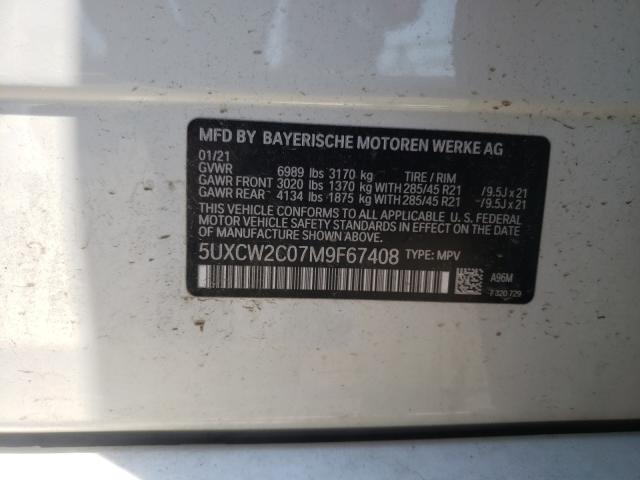 MFD BY BAYERISCHE MOTOREN WERKE AG
01/21
GVWR 6989 lbs 3170 kg TIRE / RIM
GAWR FRONT 3020 lbs 1370 kg WITH 285/45 R21 /9.5J x 21
GAWR REAR 4134 lbs 1875 kg WITH 285/45 R21 /9.5J x 21
THIS VEHICLE CONFORMS TO ALL APPLICABLE U. S. FEDERAL
MOTOR VEHICLE SAFETY STANDARDS IN EFFECT ON THE DATE
OF MANUFACTURE SHOWN ABOVE.
5UXCW2C07M9F67408 TYPE: MPV
A96M
7 320 729